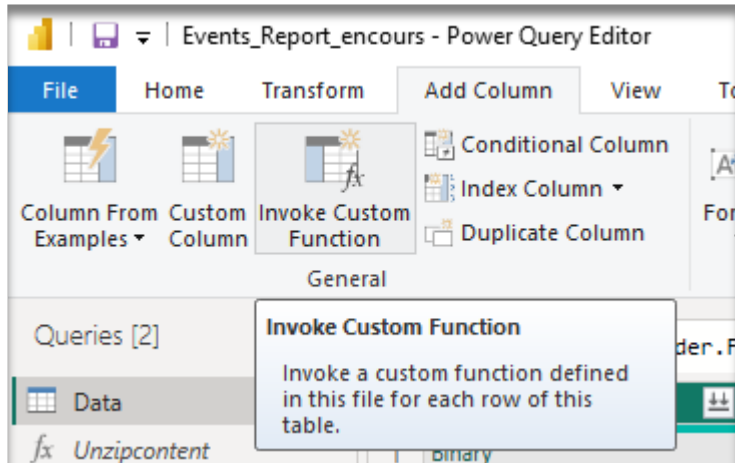 Events_Report_encours - Power Query Editor
File Home Transform Add Column View
Column From Examples
Custom Column
Invoke Custom Function
Conditional Column
Index Column
Duplicate Column
General
Queries [2]
Invoke Custom Function
Invoke a custom function defined
in this file for each row of this
table.
Data
fx Unzipcontent
Binary